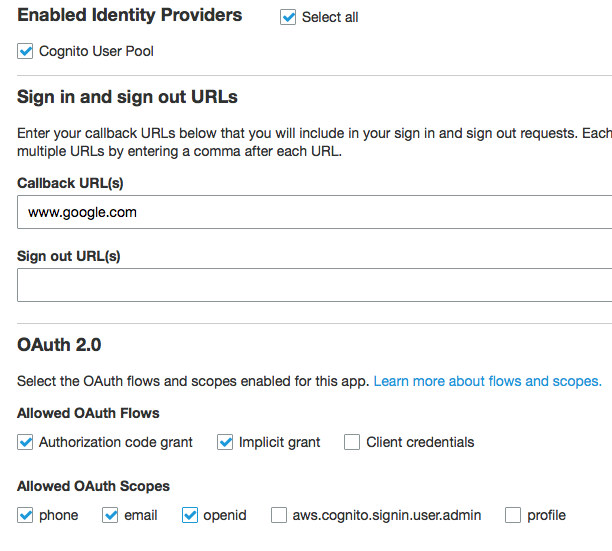 Enabled Identity Providers Select all
Cognito User Pool
Sign in and sign out URLs
Enter your callback URLs below that you will include in your sign in and sign out requests. Each
multiple URLs by entering a comma after each URL.
Callback URL(s)
www.google.com
Sign out URL(s)
OAuth 2.0
Select the OAuth flows and scopes enabled for this app. Learn more about flows and scopes.
Allowed OAuth Flows
Authorization code grant Implicit grant Client credentials
Allowed OAuth Scopes
phone email openid aws.cognito.signin.user.admin profile